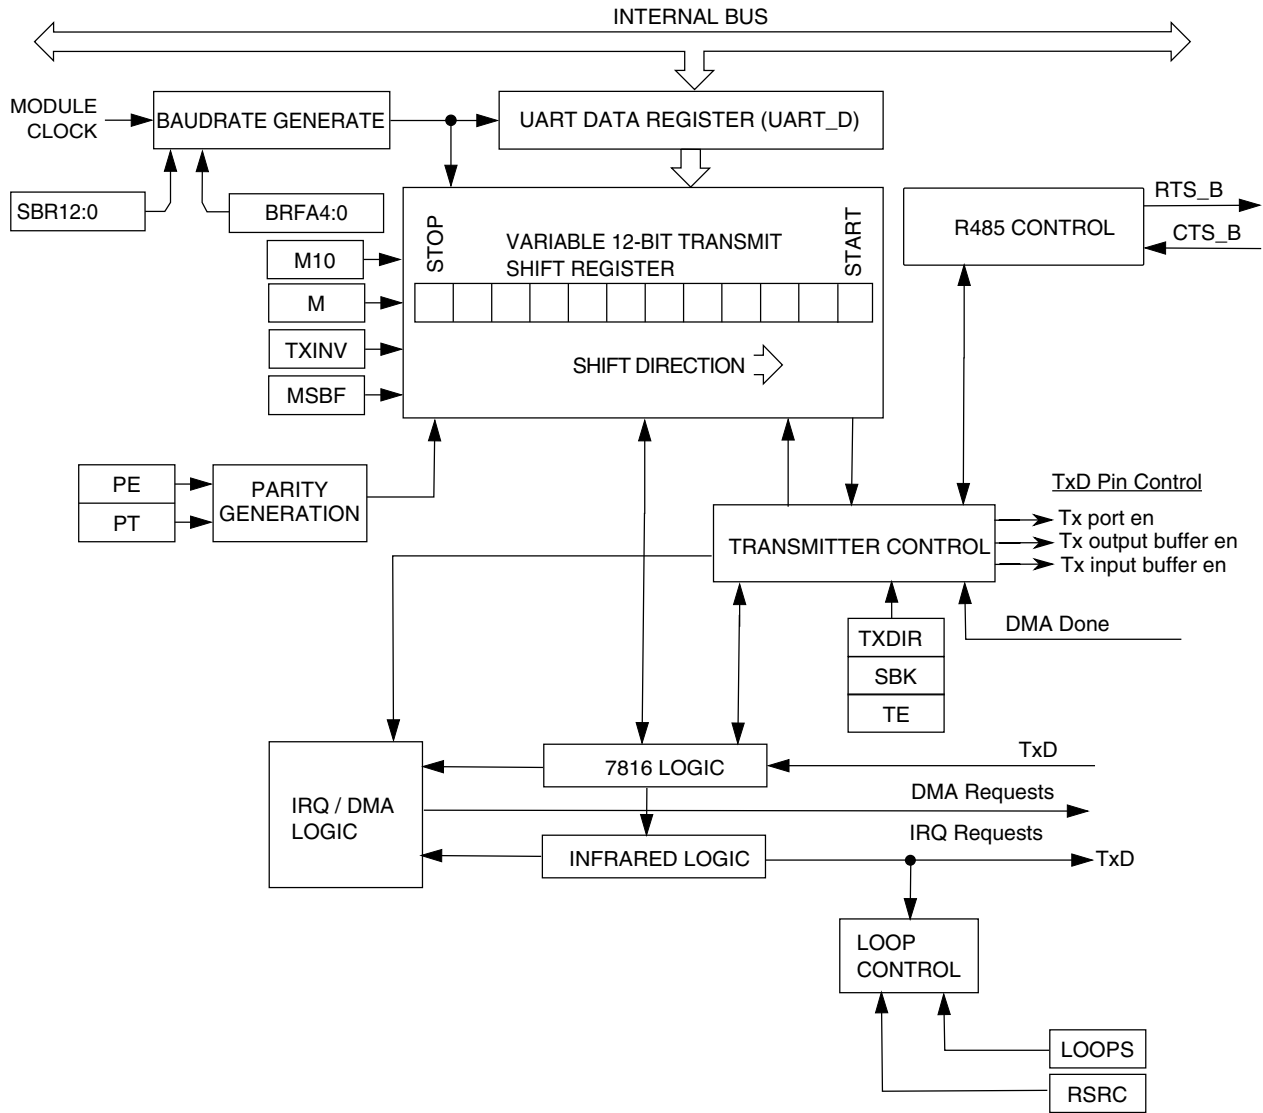 INTERNAL BUS
MODULE
CLOCK
BAUDRATE GENERATE
UART DATA REGISTER (UART_D)
SBR12:0
BRFA4:0
RTS_B
R485 CONTROL
CTS_B
STOP
VARIABLE 12-BIT TRANSMIT
SHIFT REGISTER
START
M10
M
TXINV
SHIFT DIRECTION
MSBF
PE
PT
PARITY
GENERATION
TxD Pin Control
Tx port en
Tx output buffer en
Tx input buffer en
TRANSMITTER CONTROL
DMA Done
TXDIR
SBK
TE
TxD
7816 LOGIC
DMA Requests
IRQ / DMA
LOGIC
IRQ Requests
INFRARED LOGIC
TxD
LOOP
CONTROL
LOOPS
RSRC